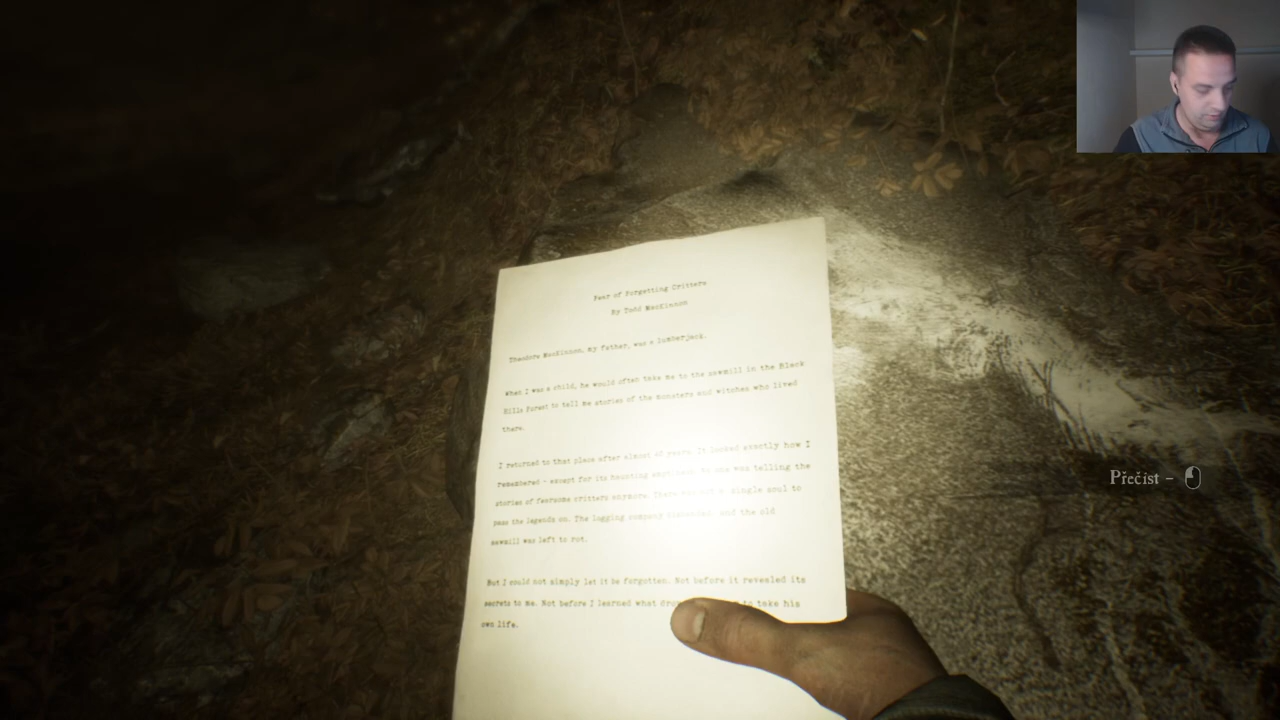 Fear of Forgetting Critters
By Todd MacKinnon
Theodore MacKinnon, my father, was a lumberjack.
When I was a child, he would often take me to the sawmill in the Black
Hills Forest to tell me stories of the monsters and witches who lived
there.
I returned to that place after almost 40 years. It looked exactly how I
remembered - except for its haunting emptiness. No one was telling the
stories of fearsome critters anymore. There was not a single soul to
pass the legends on. The logging company disbanded, and the old
sawmill was left to rot.
But I could not simply let it be forgotten. Not before it revealed its
secrets to me. Not before I learned what to take his
own life.
Přečíst -